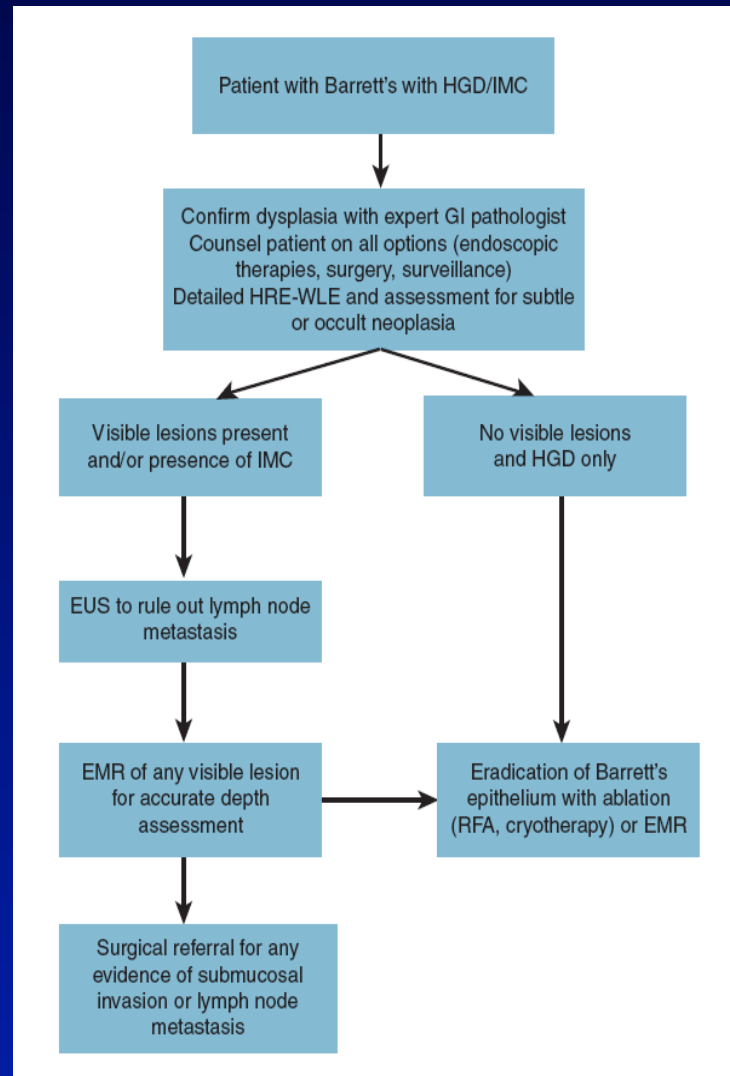 Patient with Barrett's with HGD/IMC
Confirm dysplasia with expert GI pathologist
Counsel patient on all options (endoscopic
therapies, surgery, surveillance)
Detailed HRE-WLE and assessment for subtle
or occult neoplasia
Visible lesions present
and/or presence of IMC
No visible lesions
and HGD only
EUS to rule out lymph node
metastasis
EMR of any visible lesion
for accurate depth
assessment
Eradication of Barrett's
epithelium with ablation
(RFA, cryotherapy) or EMR
Surgical referral for any
evidence of submucosal
invasion or lymph node
metastasis